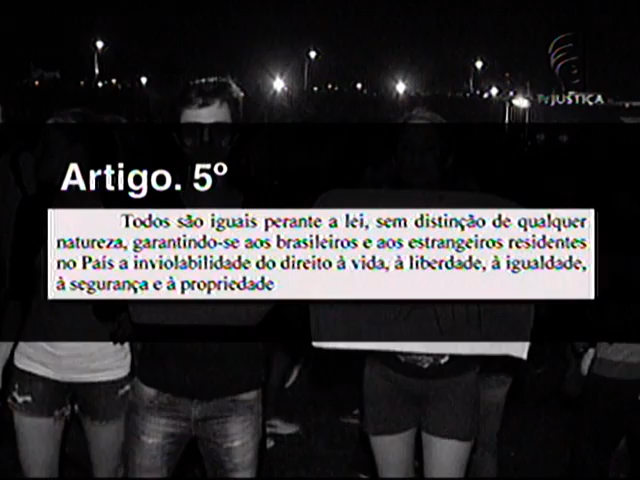 TV JUSTIÇA
Artigo. 5º
Todos são iguais perante a lei, sem distinção de qualquer
natureza, garantindo-se aos brasileiros e aos estrangeiros residentes
no País a inviolabilidade do direito à vida, à liberdade, à igualdade,
à segurança e à propriedade